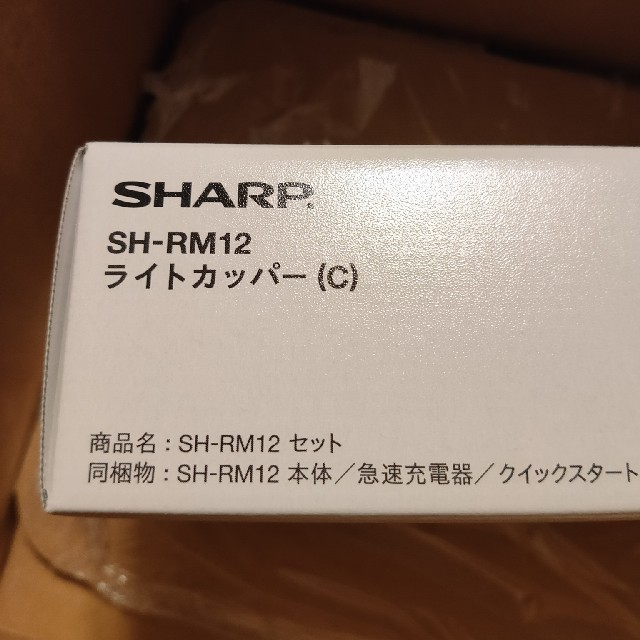 SHARP
SH-RM12
ライトカッパー (C)
商品名 : SH-RM12 セット
同梱物 : SH-RM12 本体／急速充電器／クイックスタート